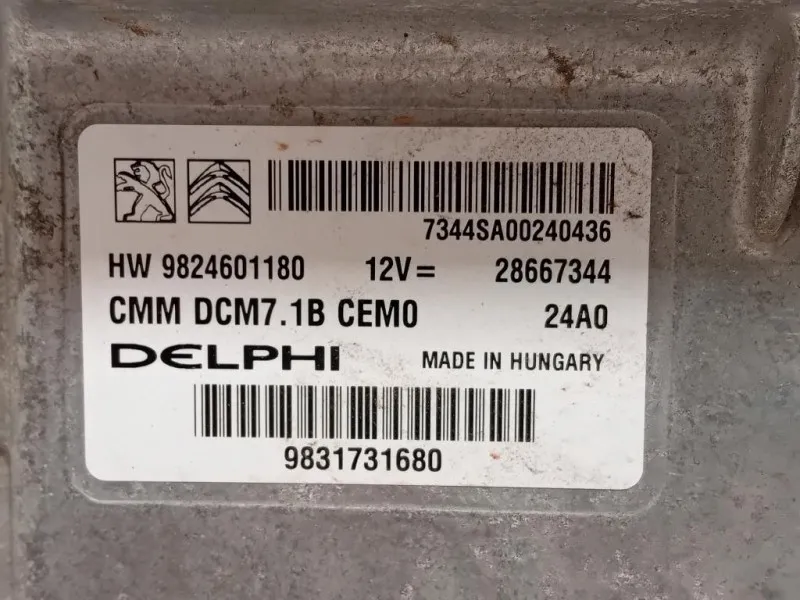 7344SA00240436
HW 9824601180 12V= 28667344
CMM DCM7.1B CEM0 24A0
DELPHI MADE IN HUNGARY
9831731680